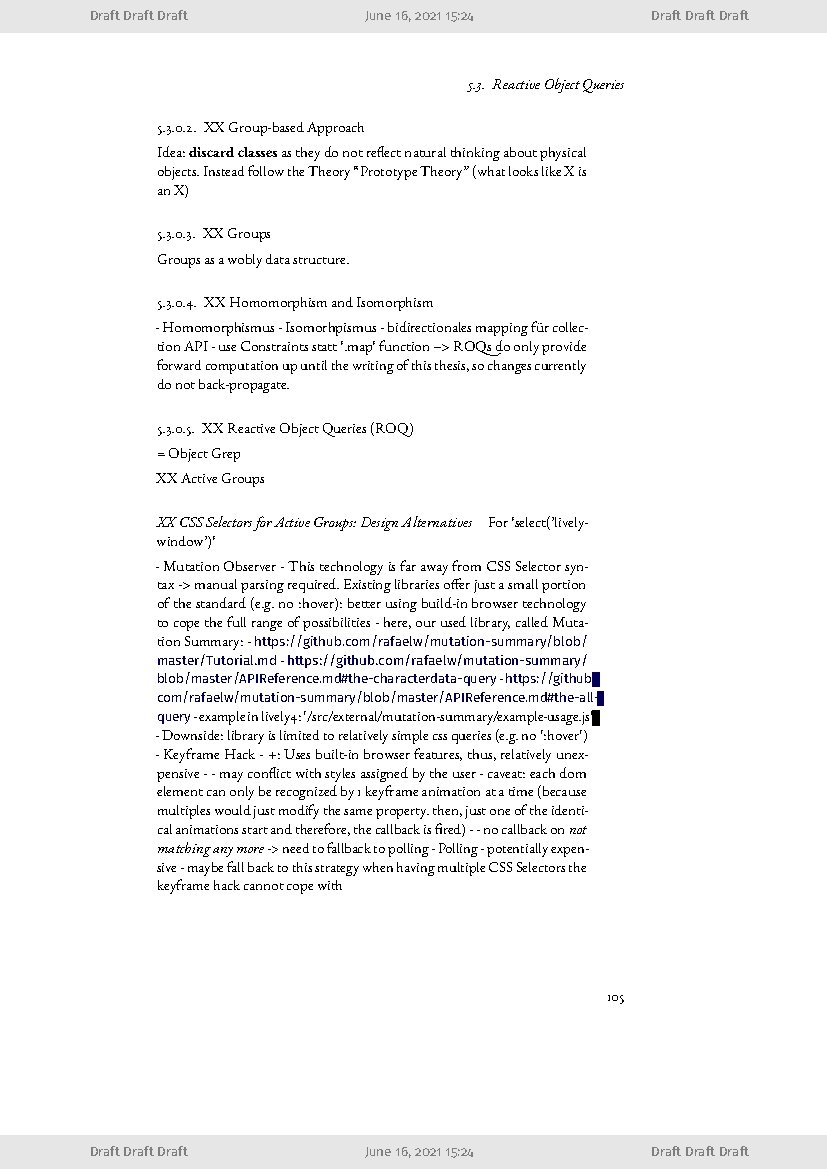 Draft Draft Draft June 16, 2021 15:24 Draft Draft Draft
5.3. Reactive Object Queries
5.3.0.2. XX Group-based Approach
Idea: discard classes as they do not reflect natural thinking about physical
objects. Instead follow the Theory “Prototype Theory” (what looks like X is
an X)
5.3.0.3. XX Groups
Groups as a wobly data structure.
5.3.0.4. XX Homomorphism and Isomorphism
- Homomorphismus - Isomorhpismus - bidirectionales mapping für collec-
tion API - use Constraints statt '.map' function –> ROQs do only provide
forward computation up until the writing of this thesis, so changes currently
do not back-propagate.
5.3.0.5. XX Reactive Object Queries (ROQ)
= Object Grep
XX Active Groups
XX CSS Selectors for Active Groups: Design Alternatives For 'select('lively-
window')'
- Mutation Observer - This technology is far away from CSS Selector syn-
tax -> manual parsing required. Existing libraries offer just a small portion
of the standard (e.g. no :hover): better using build-in browser technology
to cope the full range of possibilities - here, our used library, called Muta-
tion Summary: - https://github.com/rafaelw/mutation-summary/blob/
master/Tutorial.md - https://github.com/rafaelw/mutation-summary/
blob/master/APIReference.md#the-characterdata-query - https://github.
com/rafaelw/mutation-summary/blob/master/APIReference.md#the-all-
query - example in lively4: '/src/external/mutation-summary/example-usage.js'
- Downside: library is limited to relatively simple css queries (e.g. no ':hover')
- Keyframe Hack - +: Uses built-in browser features, thus, relatively unex-
pensive - - may conflict with styles assigned by the user - caveat: each dom
element can only be recognized by 1 keyframe animation at a time (because
multiples would just modify the same property. then, just one of the identi-
cal animations start and therefore, the callback is fired) - - no callback on not
matching any more -> need to fallback to polling - Polling - potentially expen-
sive - maybe fall back to this strategy when having multiple CSS Selectors the
keyframe hack cannot cope with
105
Draft Draft Draft June 16, 2021 15:24 Draft Draft Draft